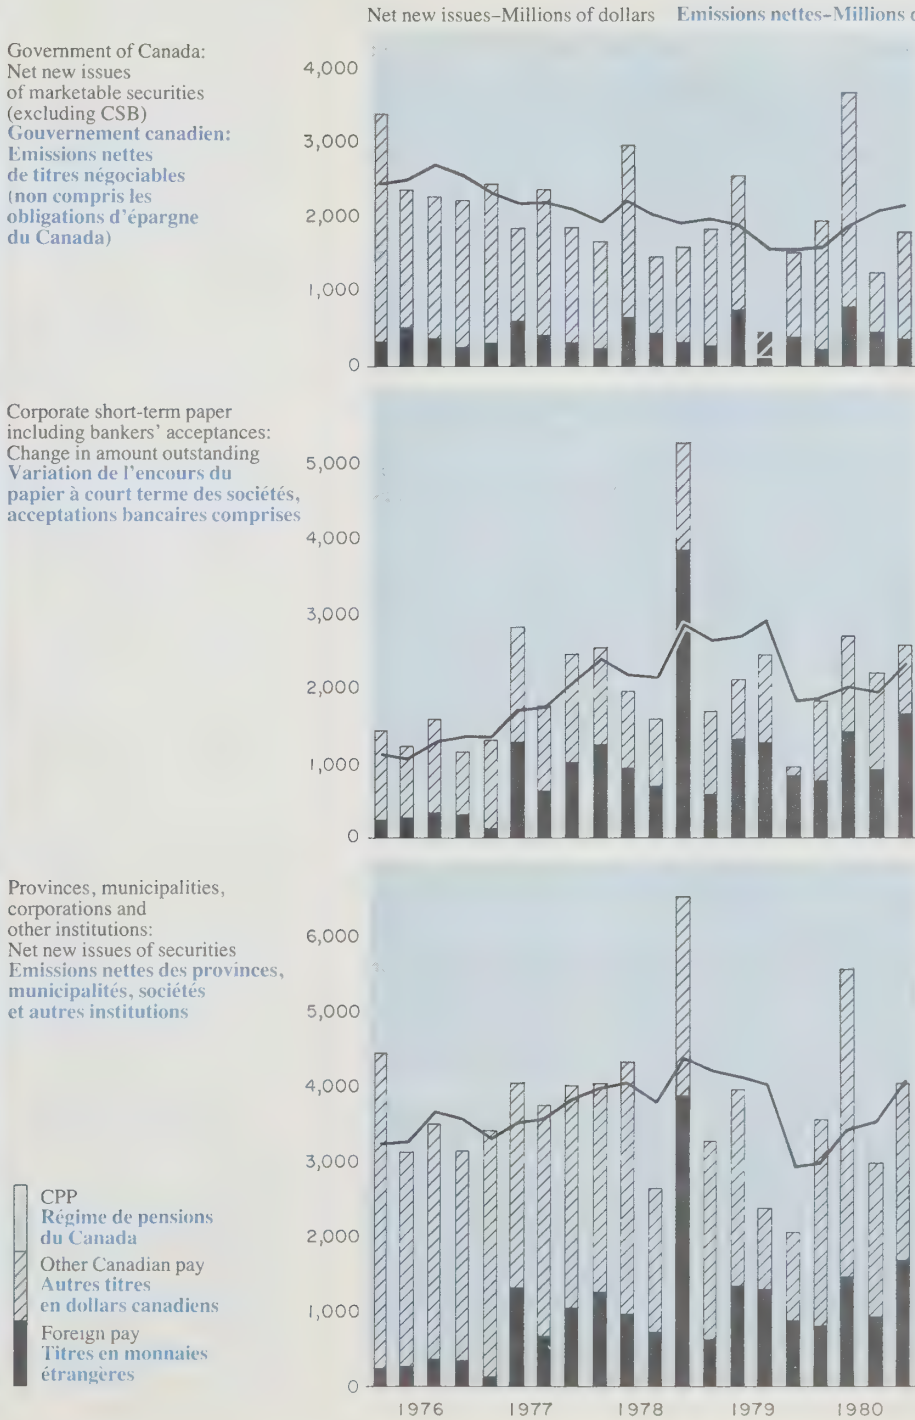 Net new issues–Millions of dollars Emissions nettes–Millions
Government of Canada:
Net new issues
of marketable securities
(excluding CSB)
Gouvernement canadien:
Emissions nettes
de titres négociables
(non compris les
obligations d'épargne
du Canada)
4,000
3,000
2,000
1,000
0
Corporate short-term paper
including bankers' acceptances:
Change in amount outstanding
Variation de l'encours du
papier à court terme des sociétés,
acceptations bancaires comprises
5,000
4,000
3,000
2,000
1,000
0
Provinces, municipalities,
corporations and
other institutions:
Net new issues of securities
Emissions nettes des provinces,
municipalités, sociétés
et autres institutions
6,000
5,000
4,000
3,000
2,000
1,000
0
CPP
Régime de pensions
du Canada
Other Canadian pay
Autres titres
en dollars canadiens
Foreign pay
Titres en monnaies
étrangères
1976 1977 1978 1979 1980